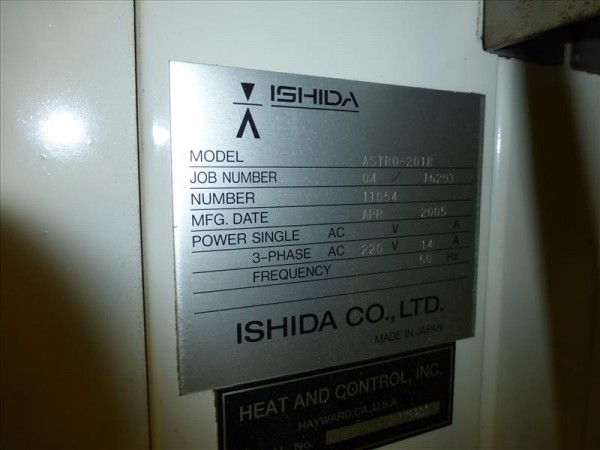 ISHIDA
MODEL ASTRO-201R
JOB NUMBER 04 / 16293
NUMBER 11054
MFG. DATE APR 2005
POWER SINGLE AC V A
3-PHASE AC 220 V 14 A
FREQUENCY 60 Hz
ISHIDA CO., LTD.
MADE IN JAPAN
HEAT AND CONTROL, INC.
HAYWARD, CA., U.S.A.
No.